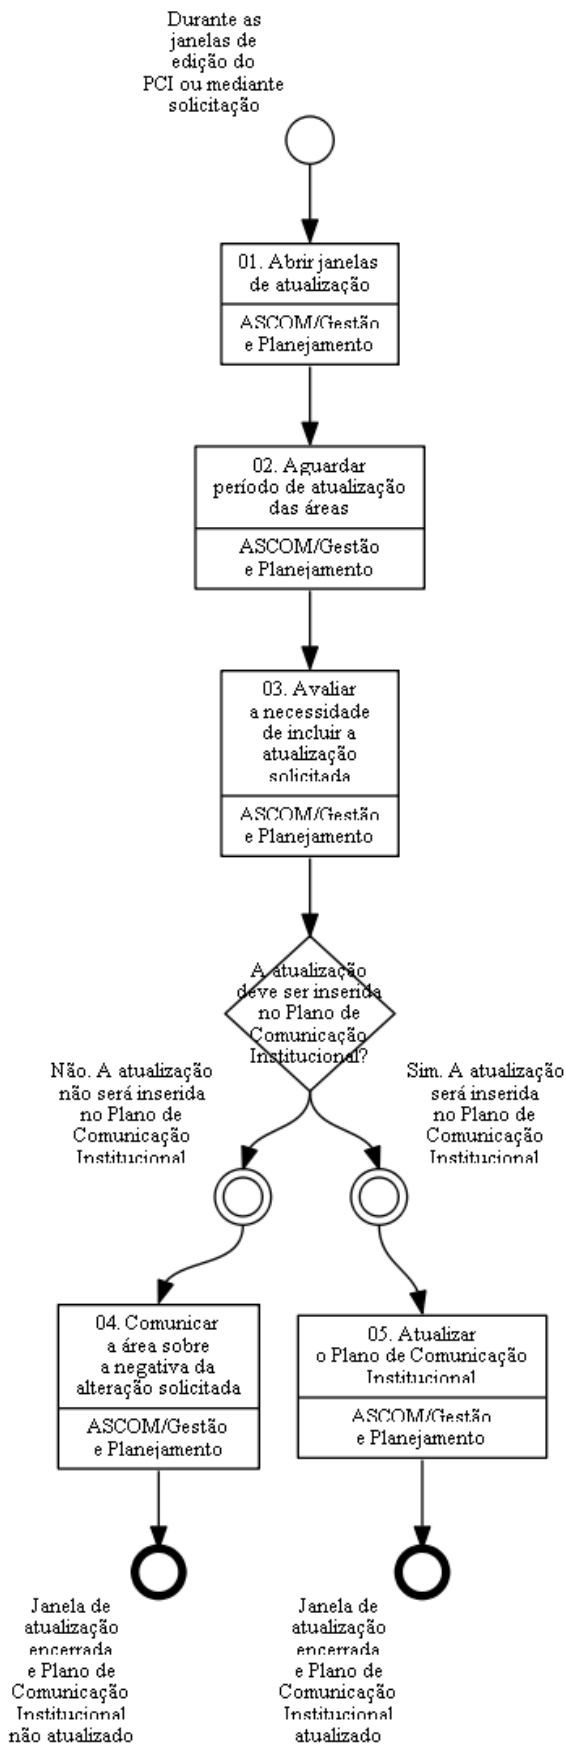 Durante as
janelas de
edição do
PCI ou mediante
solicitação
01. Abrir janelas
de atualização
ASCOM/Gestão
e Planejamento
02. Aguardar
período de atualização
das áreas
ASCOM/Gestão
e Planejamento
03. Avaliar
a necessidade
de incluir a
atualização
solicitada
ASCOM/Gestão
e Planejamento
A atualização
deve ser inserida
no Plano de
Comunicação
Institucional?
Não. A atualização
não será inserida
no Plano de
Comunicação
Institucional
Sim. A atualização
será inserida
no Plano de
Comunicação
Institucional
04. Comunicar
a área sobre
a negativa da
alteração solicitada
ASCOM/Gestão
e Planejamento
05. Atualizar
o Plano de Comunicação
Institucional
ASCOM/Gestão
e Planejamento
Janela de
atualização
encerrada
e Plano de
Comunicação
Institucional
não atualizado
Janela de
atualização
encerrada
e Plano de
Comunicação
Institucional
atualizado